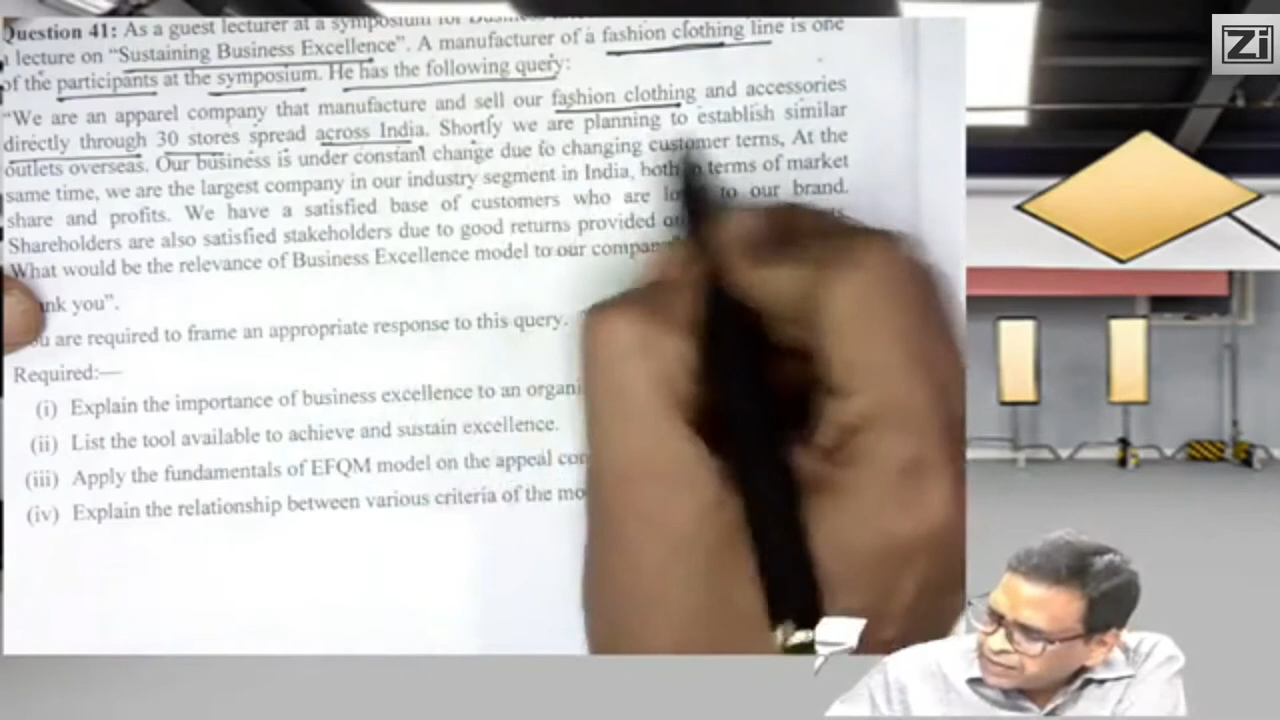 Question 41: As a guest lecturer at a symposium for
a lecture on "Sustaining Business Excellence". A manufacturer of a fashion clothing line is one
of the participants at the symposium. He has the following query:
"We are an apparel company that manufacture and sell our fashion clothing and accessories
directly through 30 stores spread across India. Shortly we are planning to establish similar
outlets overseas. Our business is under constant change due to changing customer terns, At the
same time, we are the largest company in our industry segment in India, both terms of market
share and profits. We have a satisfied base of customers who are to our brand.
Shareholders are also satisfied stakeholders due to good returns provided
What would be the relevance of Business Excellence model to our
you".
are required to frame an appropriate response to this query.
Required:—
(i) Explain the importance of business excellence to an
(ii) List the tool available to achieve and sustain excellence.
(iii) Apply the fundamentals of EFQM model on the appeal
(iv) Explain the relationship between various criteria of the
Zi